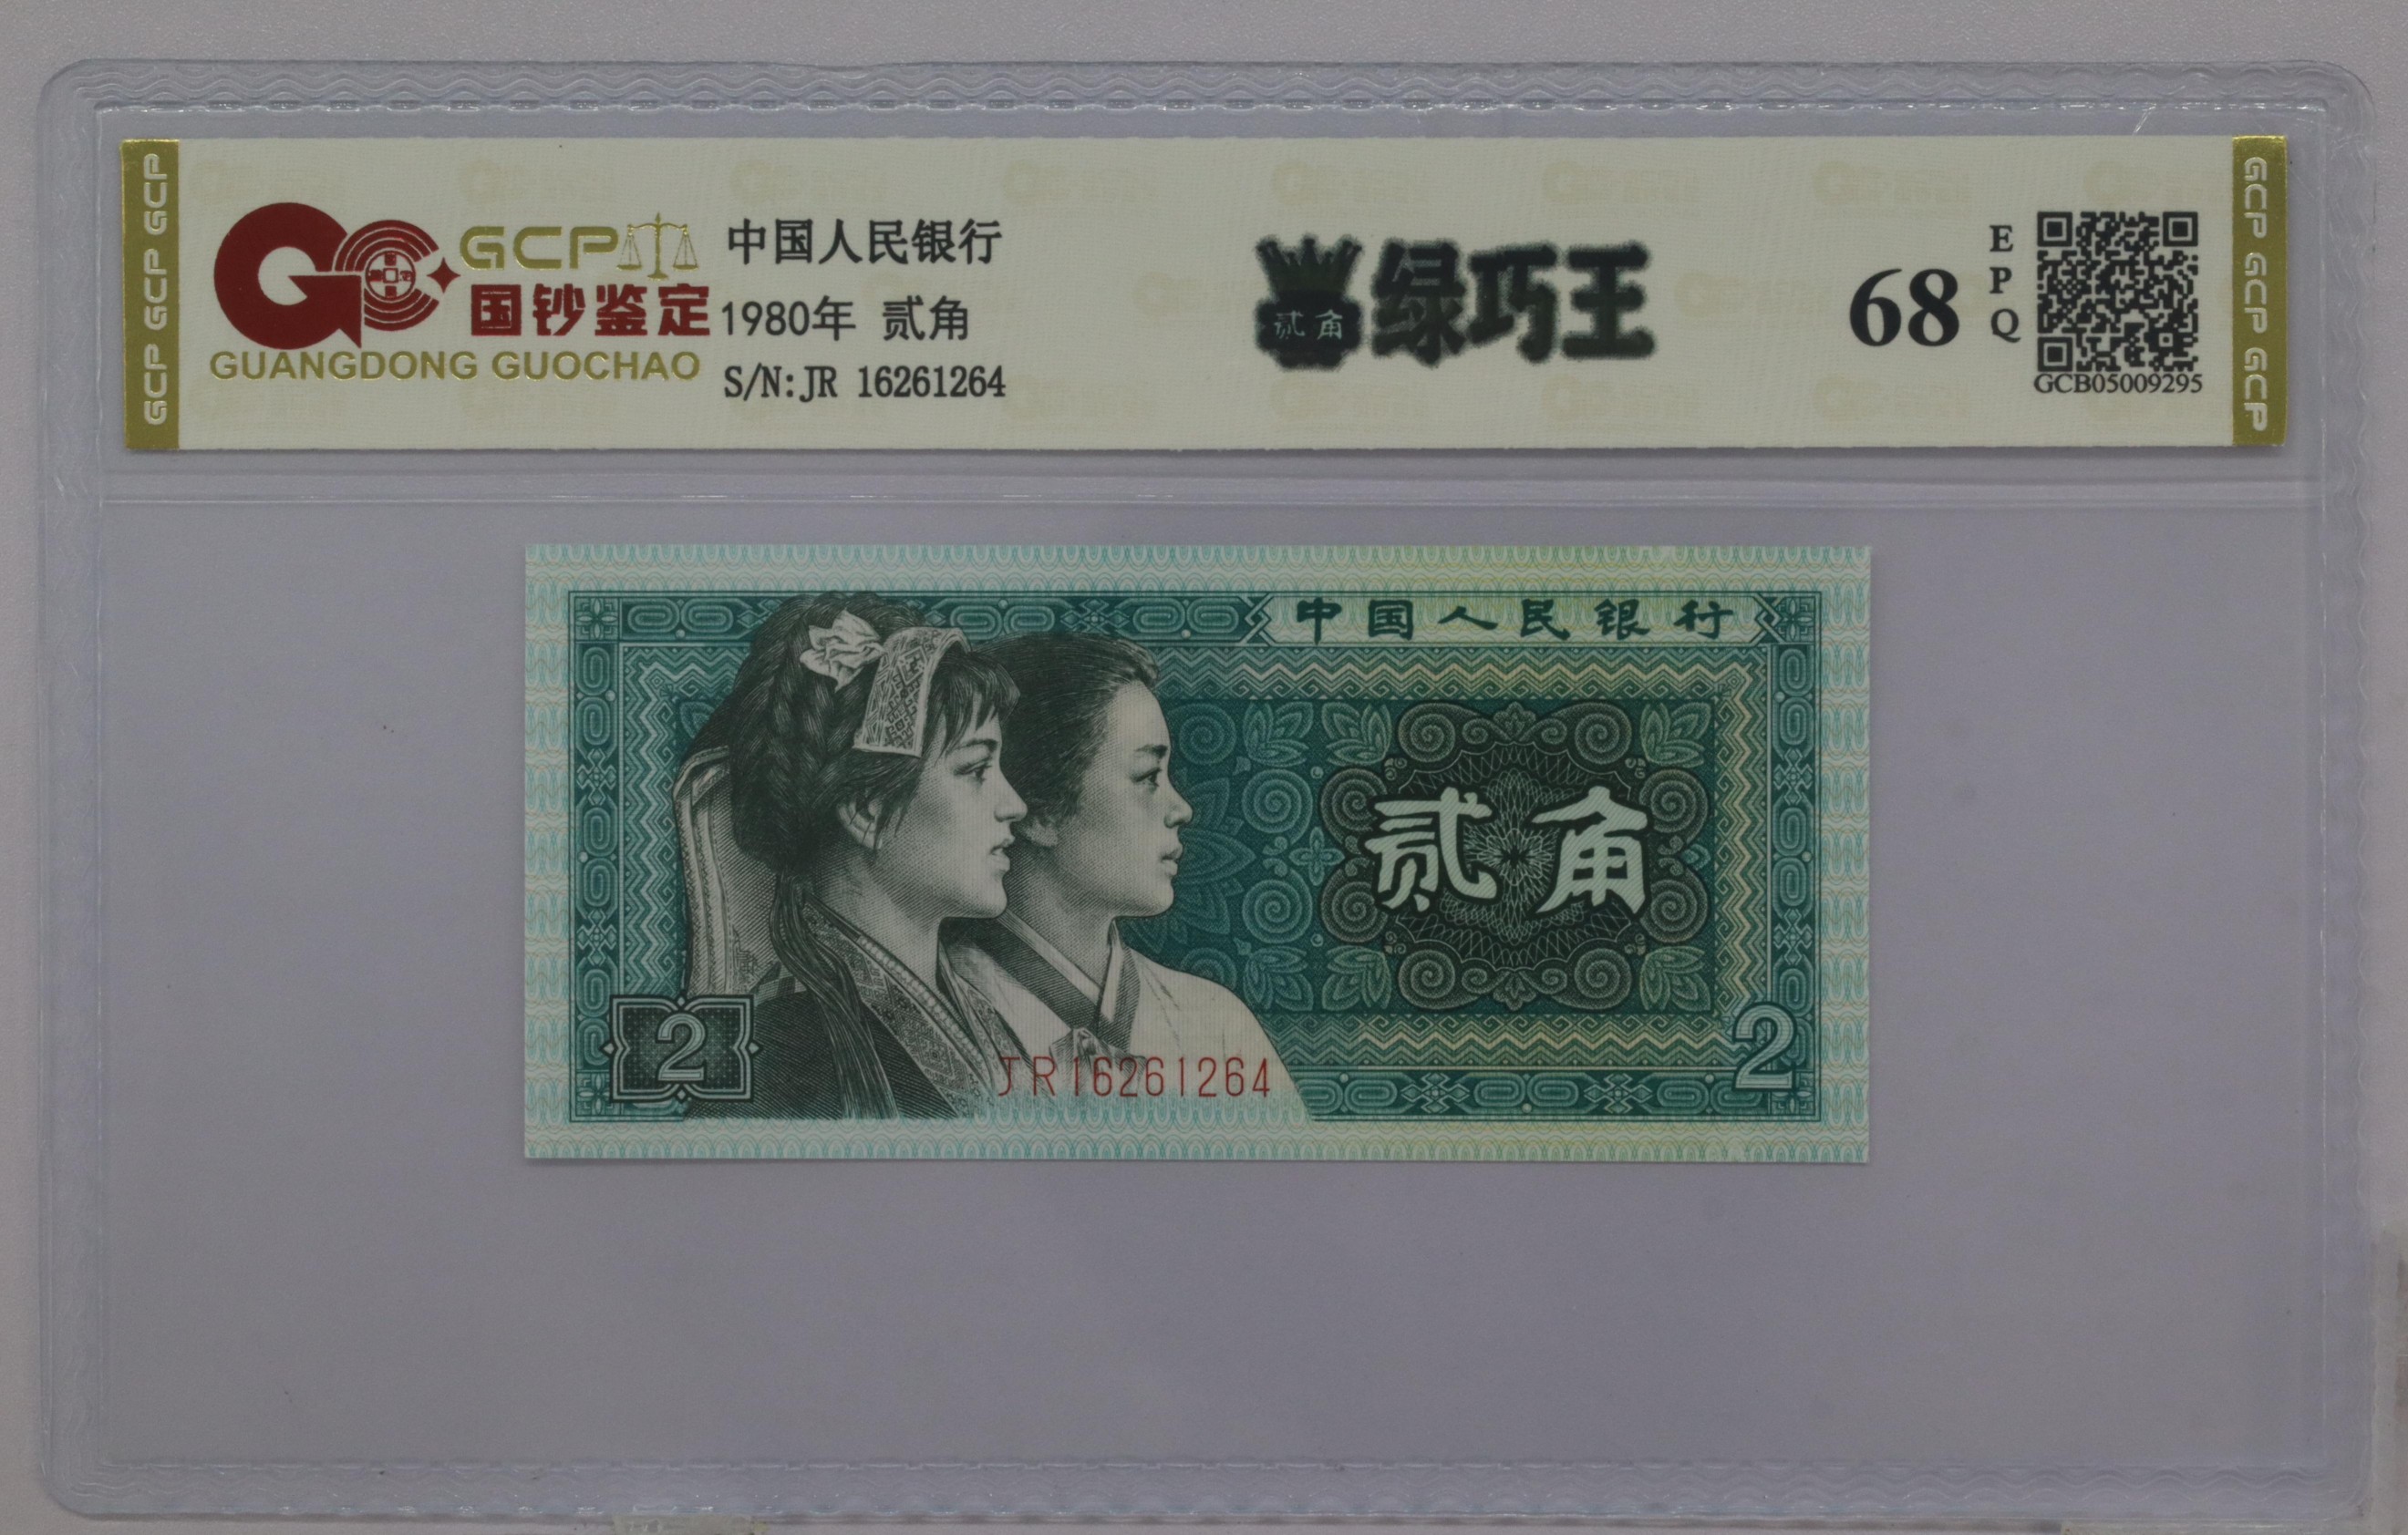 GCP GCP GCP
GCP
国钞鉴定
GUANGDONG GUOCHAO
中国人民银行
1980年 贰角
S/N:JR 16261264
贰角
绿巧王
68
EPQ
GCB05009295
GCP GCP GCP
中国人民银行
贰角
2
JR16261264
2